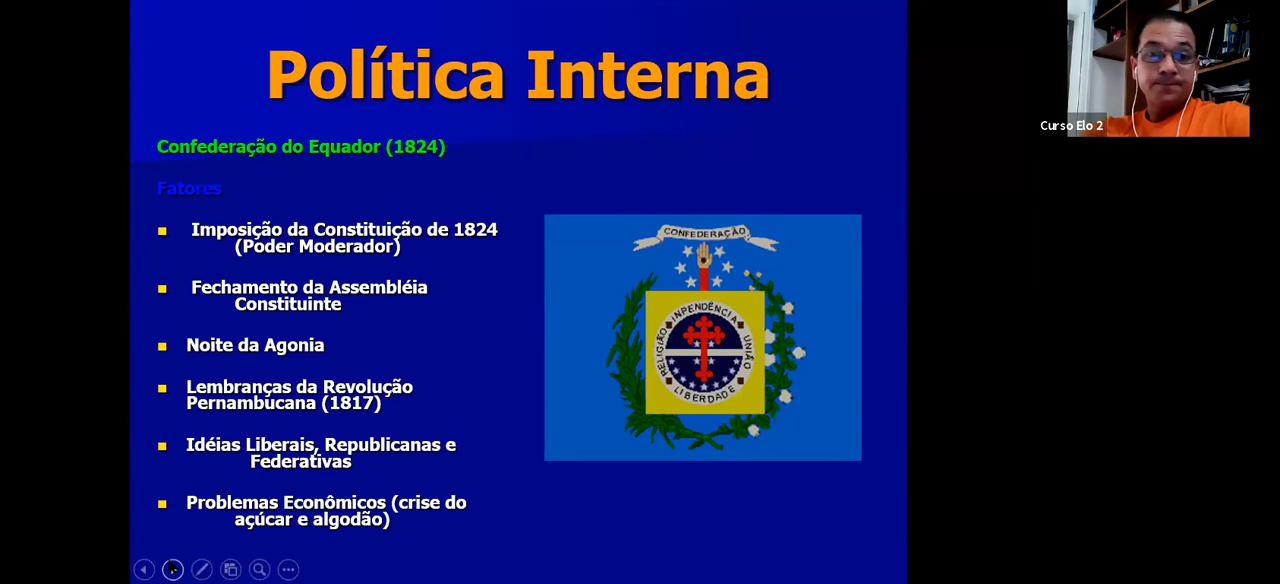 Política Interna
Confederação do Equador (1824)
Fatores
Imposição da Constituição de 1824
(Poder Moderador)
Fechamento da Assembléia
Constituinte
Noite da Agonia
Lembranças da Revolução
Pernambucana (1817)
Idéias Liberais, Republicanas e
Federativas
Problemas Econômicos (crise do
açúcar e algodão)
CONFEDERAÇÃO
RELIGIÃO
INPENDÊNCIA
UNIÃO
LIBERDADE
Curso Elo 2